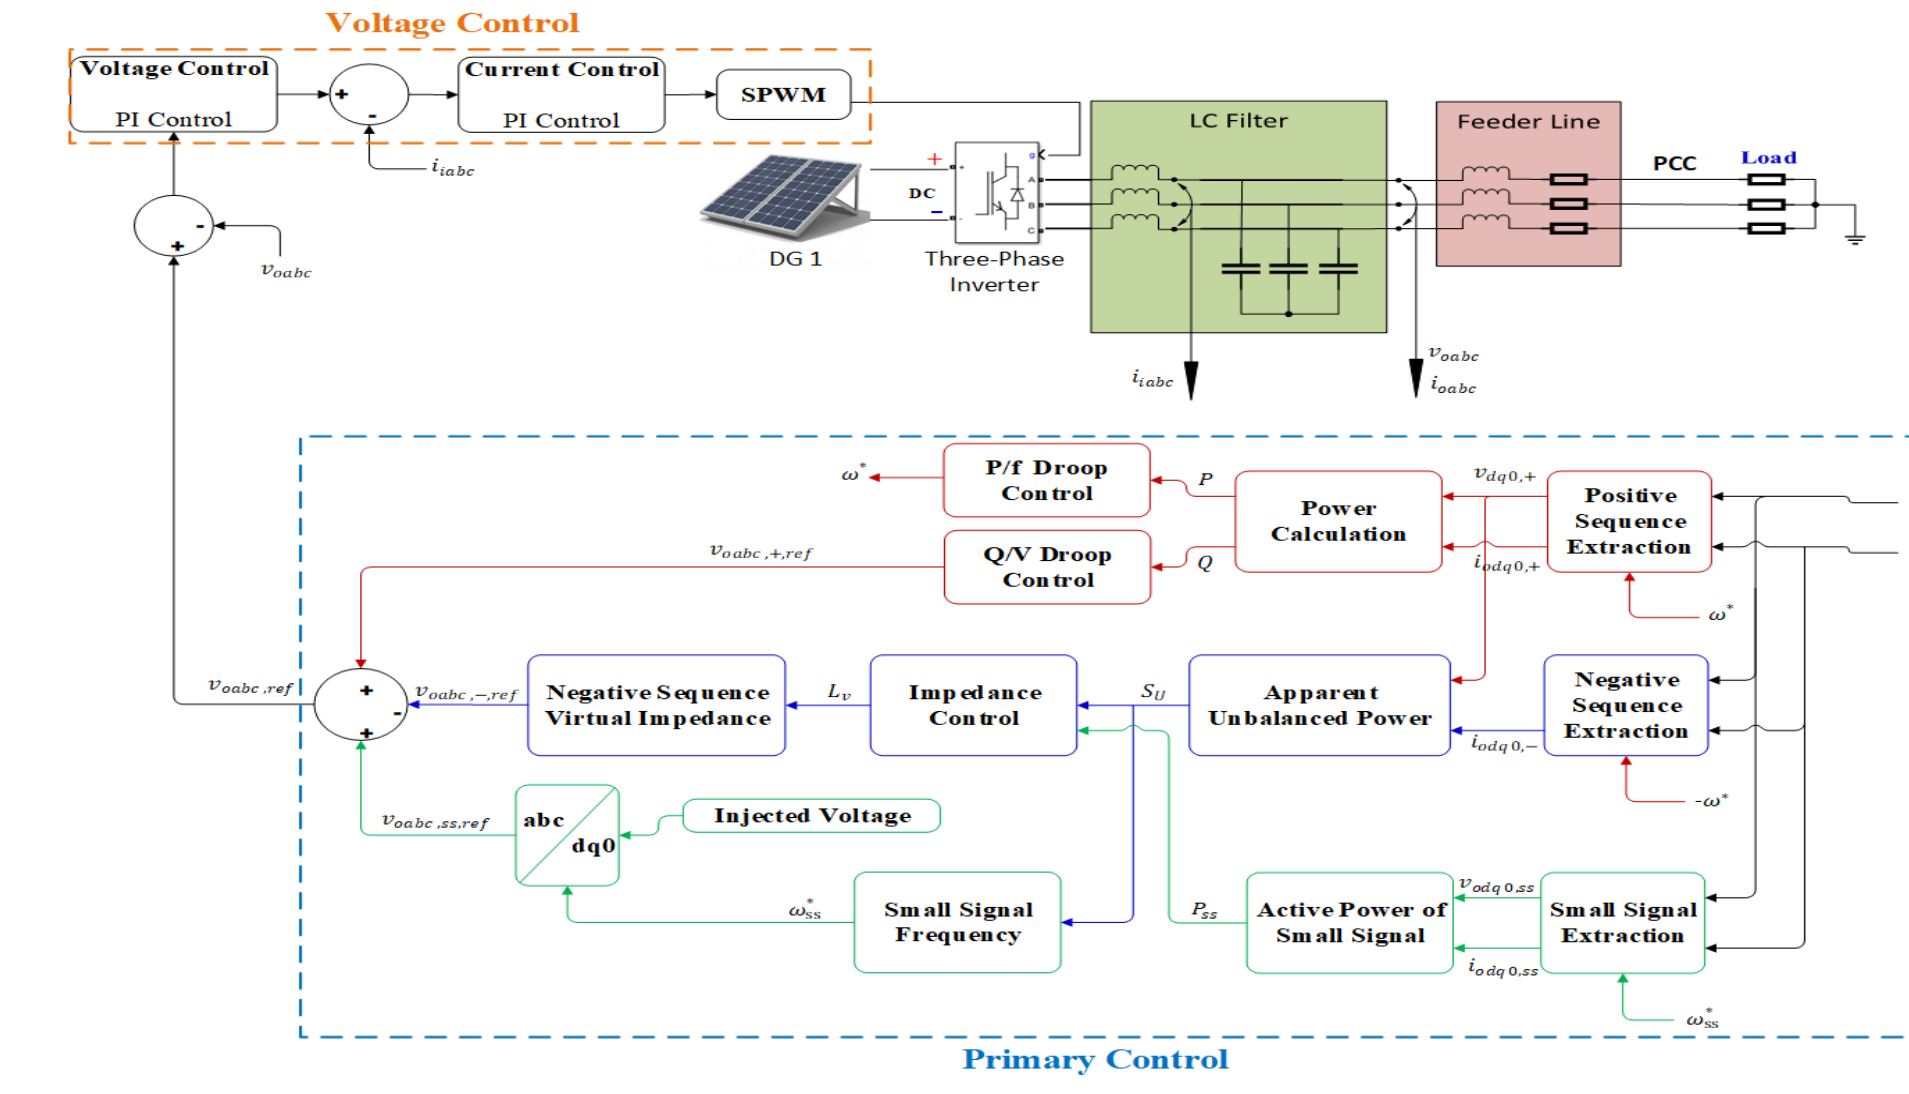 Voltage Control
Voltage Control
PI Control
+
-
Current Control
PI Control
SPWM
i_iabc
-
+
v_oabc
DG 1
+
DC
-
+
-
g
A
B
C
Three-Phase
Inverter
LC Filter
Feeder Line
PCC
Load
i_iabc
v_oabc
i_oabc
ω*
P/f Droop
Control
P
Power
Calculation
v_dq0,+
i_odq0,+
Positive
Sequence
Extraction
ω*
v_oabc,+,ref
Q/V Droop
Control
Q
v_oabc,ref
+
-
+
v_oabc,-,ref
Negative Sequence
Virtual Impedance
L_v
Impedance
Control
S_U
Apparent
Unbalanced Power
i_odq0,-
Negative
Sequence
Extraction
-ω*
v_oabc,ss,ref
abc
dq0
Injected Voltage
ω*_ss
Small Signal
Frequency
P_ss
Active Power of
Small Signal
v_odq0,ss
i_odq0,ss
Small Signal
Extraction
ω*_ss
Primary Control